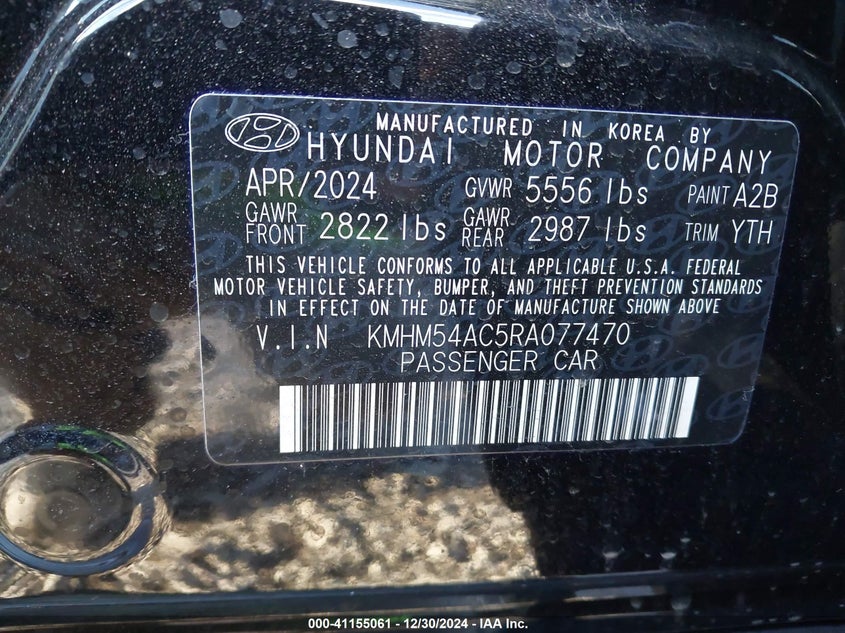 MANUFACTURED IN KOREA BY
HYUNDAI MOTOR COMPANY
APR/2024 GVWR 5556 lbs PAINT A2B
GAWR FRONT 2822 lbs GAWR REAR 2987 lbs TRIM YTH
THIS VEHICLE CONFORMS TO ALL APPLICABLE U.S.A. FEDERAL
MOTOR VEHICLE SAFETY, BUMPER, AND THEFT PREVENTION STANDARDS
IN EFFECT ON THE DATE OF MANUFACTURE SHOWN ABOVE
V.I.N KMHM54AC5RA077470
PASSENGER CAR
000-41155061 - 12/30/2024 - IAA Inc.